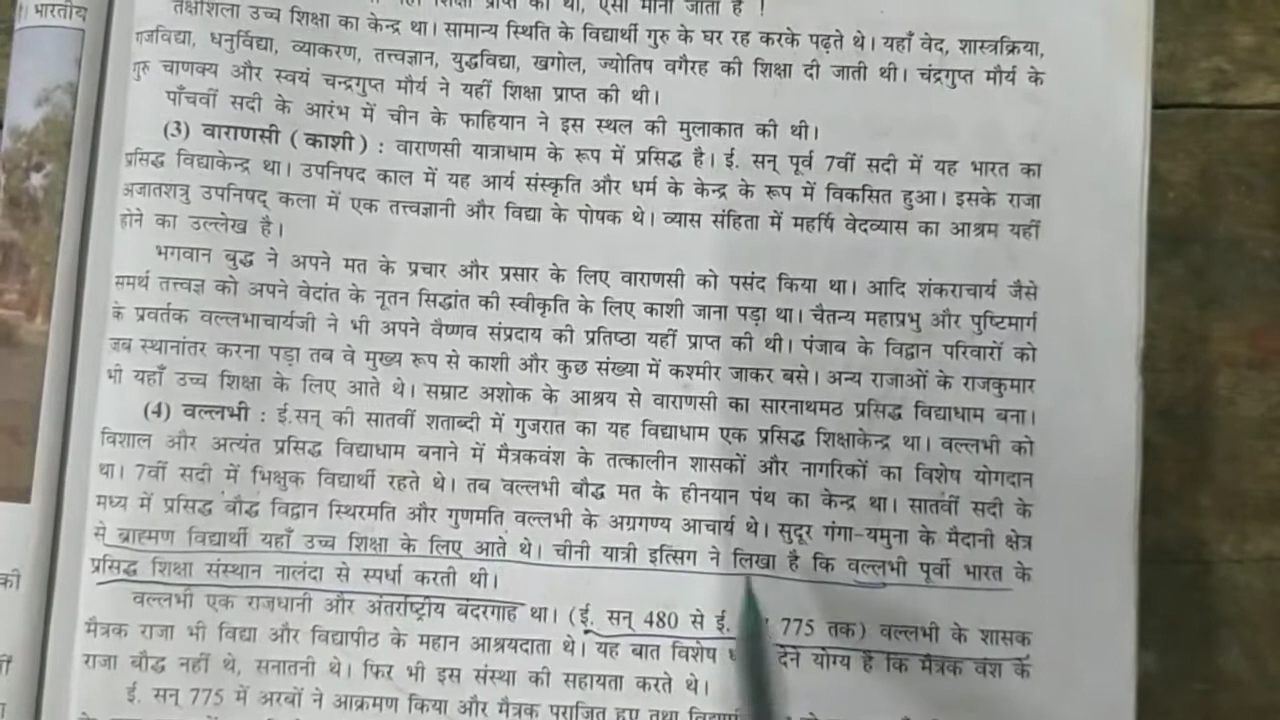 भारतीय
शिक्षा प्राप्त की थी, ऐसा माना जाता है !
तक्षशिला उच्च शिक्षा का केन्द्र था। सामान्य स्थिति के विद्यार्थी गुरु के घर रह करके पढ़ते थे। यहाँ वेद, शास्त्रक्रिया,
गजविद्या, धनुर्विद्या, व्याकरण, तत्त्वज्ञान, युद्धविद्या, खगोल, ज्योतिष वगैरह की शिक्षा दी जाती थी। चंद्रगुप्त मौर्य के
गुरु चाणक्य और स्वयं चन्द्रगुप्त मौर्य ने यहीं शिक्षा प्राप्त की थी।
पाँचवीं सदी के आरंभ में चीन के फाहियान ने इस स्थल की मुलाकात की थी।
(3) वाराणसी ( काशी ) : वाराणसी यात्राधाम के रूप में प्रसिद्ध है। ई. सन् पूर्व 7वीं सदी में यह भारत का
प्रसिद्ध विद्याकेन्द्र था। उपनिषद काल में यह आर्य संस्कृति और धर्म के केन्द्र के रूप में विकसित हुआ। इसके राजा
अजातशत्रु उपनिषद् कला में एक तत्त्वज्ञानी और विद्या के पोषक थे। व्यास संहिता में महर्षि वेदव्यास का आश्रम यहीं
होने का उल्लेख है।
भगवान बुद्ध ने अपने मत के प्रचार और प्रसार के लिए वाराणसी को पसंद किया था। आदि शंकराचार्य जैसे
समर्थ तत्त्वज्ञ को अपने वेदांत के नूतन सिद्धांत की स्वीकृति के लिए काशी जाना पड़ा था। चैतन्य महाप्रभु और पुष्टिमार्ग
के प्रवर्तक वल्लभाचार्यजी ने भी अपने वैष्णव संप्रदाय की प्रतिष्ठा यहीं प्राप्त की थी। पंजाब के विद्वान परिवारों को
जब स्थानांतर करना पड़ा तब वे मुख्य रूप से काशी और कुछ संख्या में कश्मीर जाकर बसे। अन्य राजाओं के राजकुमार
भी यहाँ उच्च शिक्षा के लिए आते थे। सम्राट अशोक के आश्रय से वाराणसी का सारनाथमठ प्रसिद्ध विद्याधाम बना।
(4) वल्लभी : ई.सन् की सातवीं शताब्दी में गुजरात का यह विद्याधाम एक प्रसिद्ध शिक्षाकेन्द्र था। वल्लभी को
विशाल और अत्यंत प्रसिद्ध विद्याधाम बनाने में मैत्रकवंश के तत्कालीन शासकों और नागरिकों का विशेष योगदान
था। 7वीं सदी में भिक्षुक विद्यार्थी रहते थे। तब वल्लभी बौद्ध मत के हीनयान पंथ का केन्द्र था। सातवीं सदी के
मध्य में प्रसिद्ध बौद्ध विद्वान स्थिरमति और गुणमति वल्लभी के अग्रगण्य आचार्य थे। सुदूर गंगा-यमुना के मैदानी क्षेत्र
से ब्राह्मण विद्यार्थी यहाँ उच्च शिक्षा के लिए आते थे। चीनी यात्री इत्सिग ने लिखा है कि वल्लुभी पूर्वी भारत के
प्रसिद्ध शिक्षा संस्थान नालंदा से स्पर्धा करती थी।
की
वल्लभी एक राजधानी और अंतर्राष्ट्रीय बंदरगाह था। (ई. सन् 480 से ई. 775 तक) वल्लभी के शासक
मैत्रक राजा भी विद्या और विद्यापीठ के महान आश्रयदाता थे। यह बात विशेष देने योग्य है कि मैत्रक वंश के
राजा बौद्ध नहीं थे, सनातनी थे। फिर भी इस संस्था की सहायता करते थे।
ई. सन् 775 में अरबों ने आक्रमण किया और मैत्रक पराजित हुए तथा